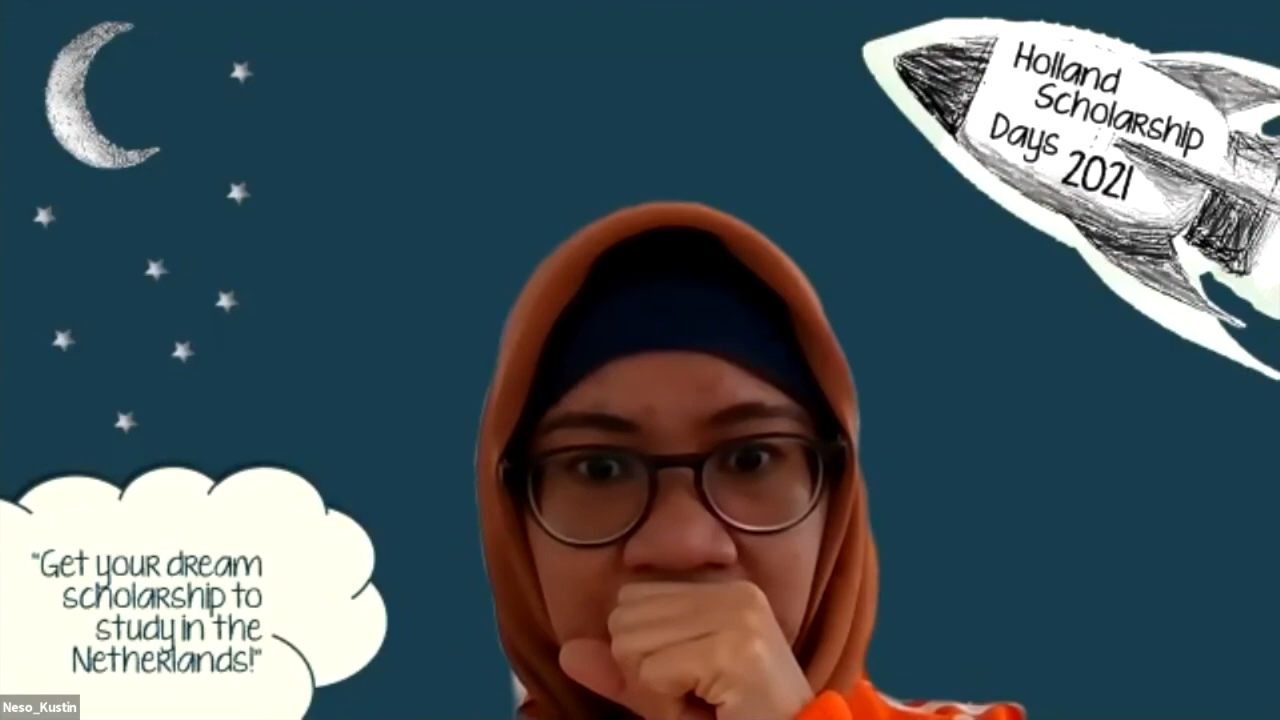 Holland
Scholarship
Days 2021
"Get your dream
scholarship to
study in the
Netherlands!"
Neso_Kustin